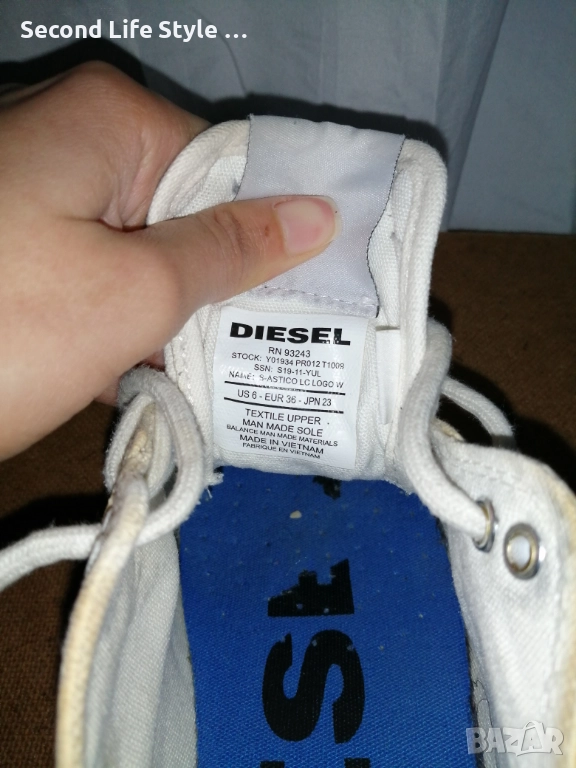 Second Life Style ...
DIESEL
RN 93243
STOCK: Y01934 PR012 T1009
SSN: S19-11-YUL
NAME: S-ASTICO LC LOGO W
US 6 - EUR 36 - JPN 23
TEXTILE UPPER
MAN MADE SOLE
BALANCE MAN MADE MATERIALS
MADE IN VIETNAM
FABRIQUE EN VIETNAM
BAZAR